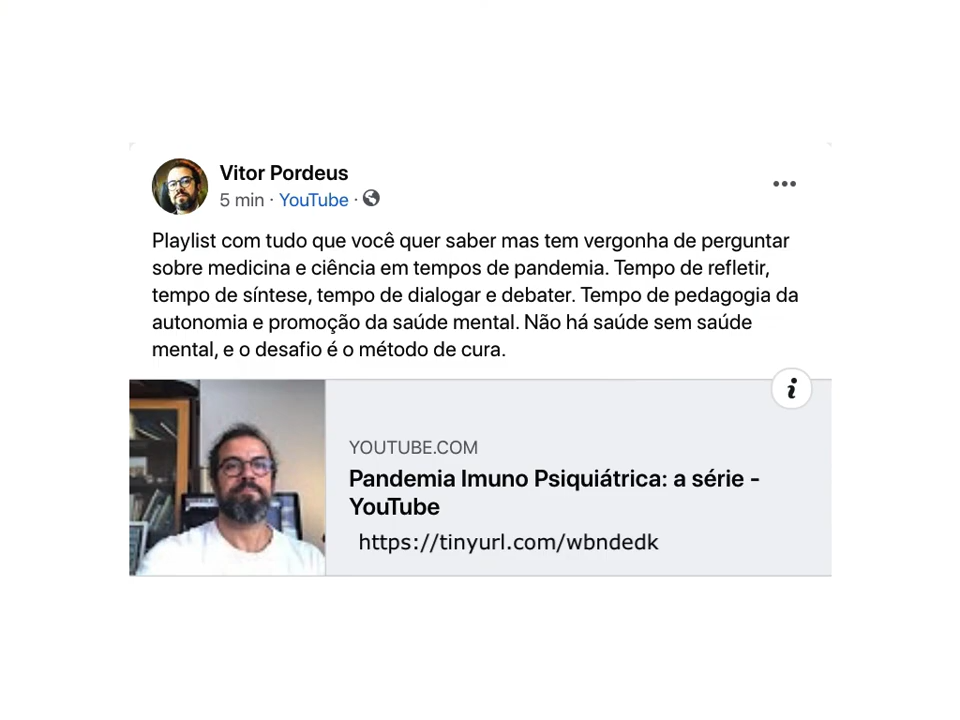 Vitor Pordeus
5 min · YouTube ·
Playlist com tudo que você quer saber mas tem vergonha de perguntar
sobre medicina e ciência em tempos de pandemia. Tempo de refletir,
tempo de síntese, tempo de dialogar e debater. Tempo de pedagogia da
autonomia e promoção da saúde mental. Não há saúde sem saúde
mental, e o desafio é o método de cura.
YOUTUBE.COM
Pandemia Imuno Psiquiátrica: a série -
YouTube
https://tinyurl.com/wbndedk